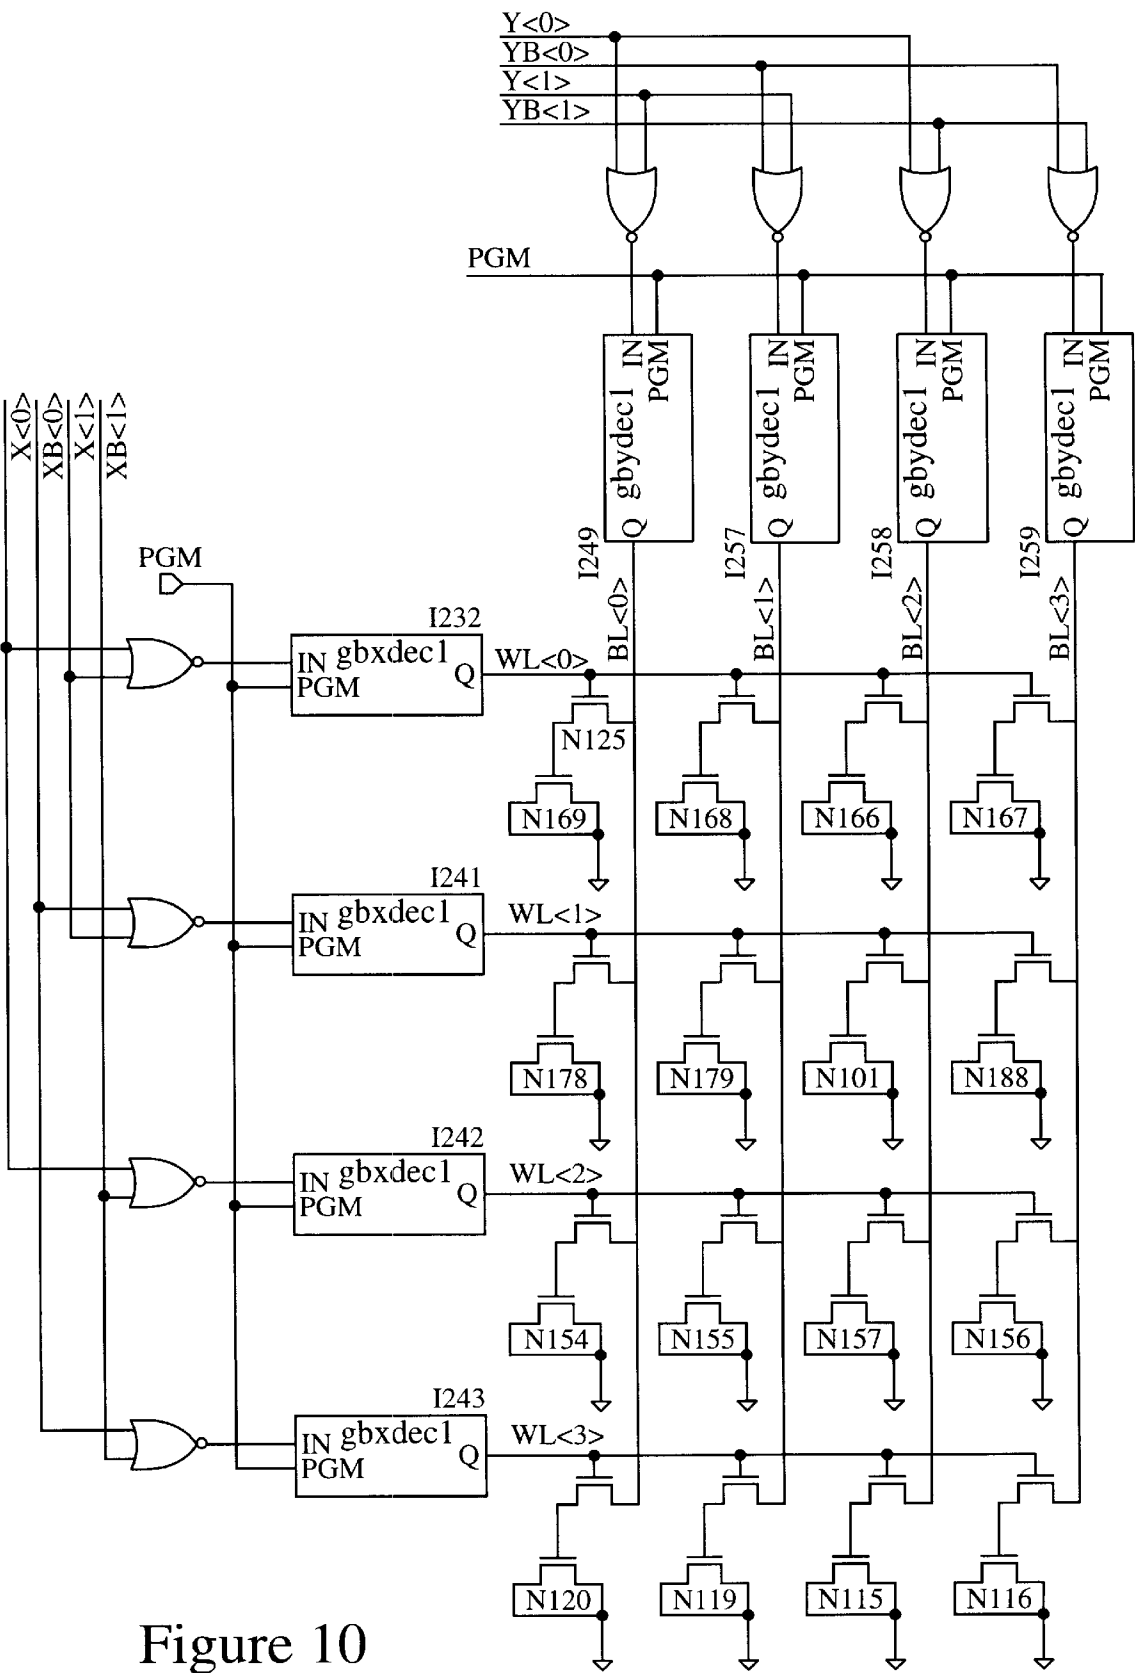 Y<0>
YB<0>
Y<1>
YB<1>
PGM
IN PGM
gbydec1
Q
I249
BL<0>
IN PGM
gbydec1
Q
I257
BL<1>
IN PGM
gbydec1
Q
I258
BL<2>
IN PGM
gbydec1
Q
I259
BL<3>
X<0>
XB<0>
X<1>
XB<1>
PGM
I232
IN gbxdec1
PGM
Q
WL<0>
N125
N169
N168
N166
N167
I241
IN gbxdec1
PGM
Q
WL<1>
N178
N179
N101
N188
I242
IN gbxdec1
PGM
Q
WL<2>
N154
N155
N157
N156
I243
IN gbxdec1
PGM
Q
WL<3>
N120
N119
N115
N116
Figure 10